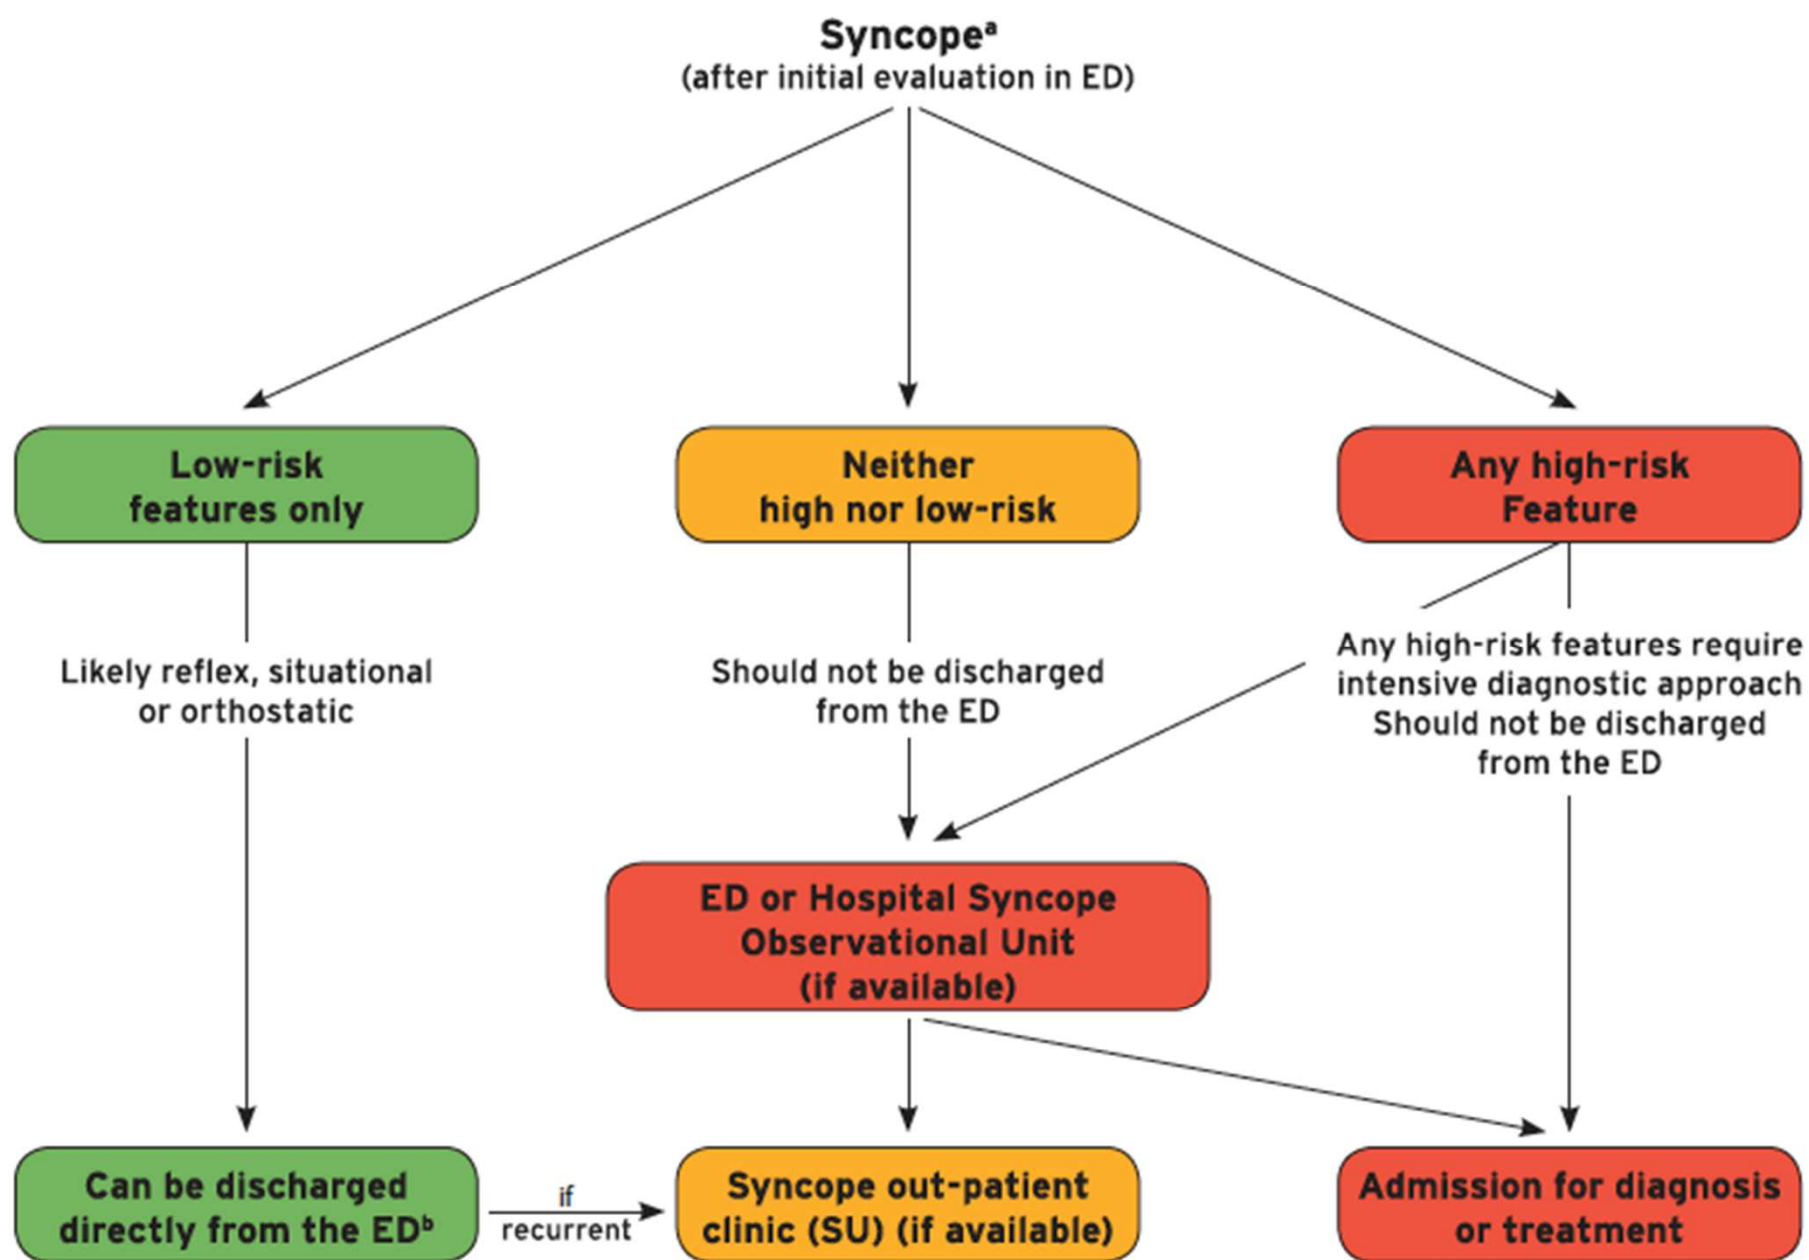 Syncopeª
(after initial evaluation in ED)
Low-risk
features only
Neither
high nor low-risk
Any high-risk
Feature
Likely reflex, situational
or orthostatic
Should not be discharged
from the ED
Any high-risk features require
intensive diagnostic approach
Should not be discharged
from the ED
ED or Hospital Syncope
Observational Unit
(if available)
Can be discharged
directly from the EDᵇ
if
recurrent
Syncope out-patient
clinic (SU) (if available)
Admission for diagnosis
or treatment